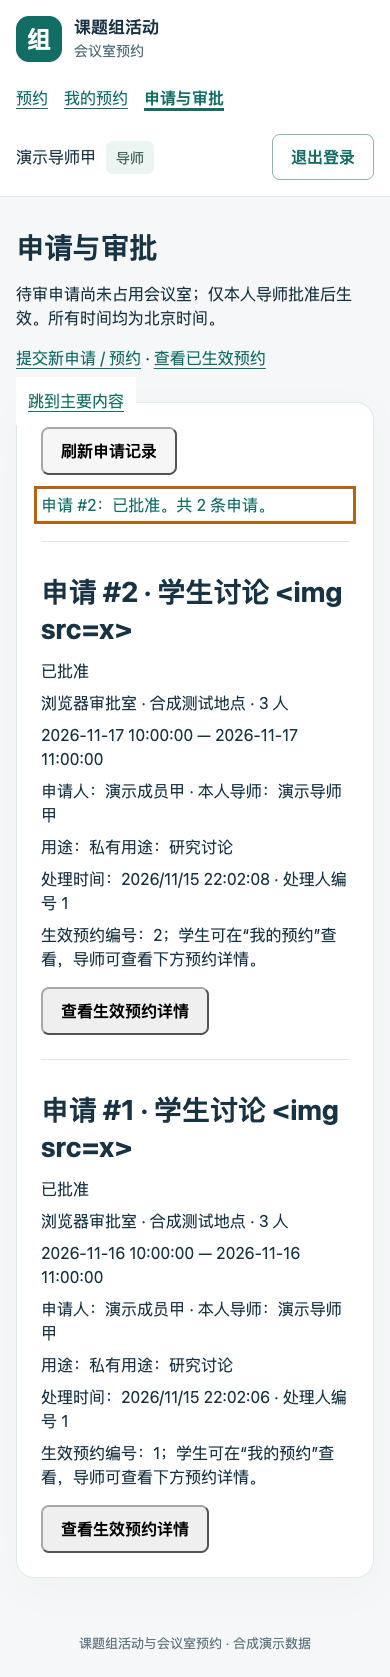 组
课题组活动
会议室预约
预约 我的预约 申请与审批
演示导师甲 导师 退出登录
申请与审批
待审申请尚未占用会议室；仅本人导师批准后生
效。所有时间均为北京时间。
提交新申请 / 预约 · 查看已生效预约
跳到主要内容
刷新申请记录
申请 #2：已批准。共 2 条申请。
申请 #2 · 学生讨论 <img
src=x>
已批准
浏览器审批室 · 合成测试地点 · 3 人
2026-11-17 10:00:00 — 2026-11-17
11:00:00
申请人：演示成员甲 · 本人导师：演示导师
甲
用途：私有用途：研究讨论
处理时间：2026/11/15 22:02:08 · 处理人编
号 1
生效预约编号：2；学生可在“我的预约”查
看，导师可查看下方预约详情。
查看生效预约详情
申请 #1 · 学生讨论 <img
src=x>
已批准
浏览器审批室 · 合成测试地点 · 3 人
2026-11-16 10:00:00 — 2026-11-16
11:00:00
申请人：演示成员甲 · 本人导师：演示导师
甲
用途：私有用途：研究讨论
处理时间：2026/11/15 22:02:06 · 处理人编
号 1
生效预约编号：1；学生可在“我的预约”查
看，导师可查看下方预约详情。
查看生效预约详情
课题组活动与会议室预约 · 合成演示数据